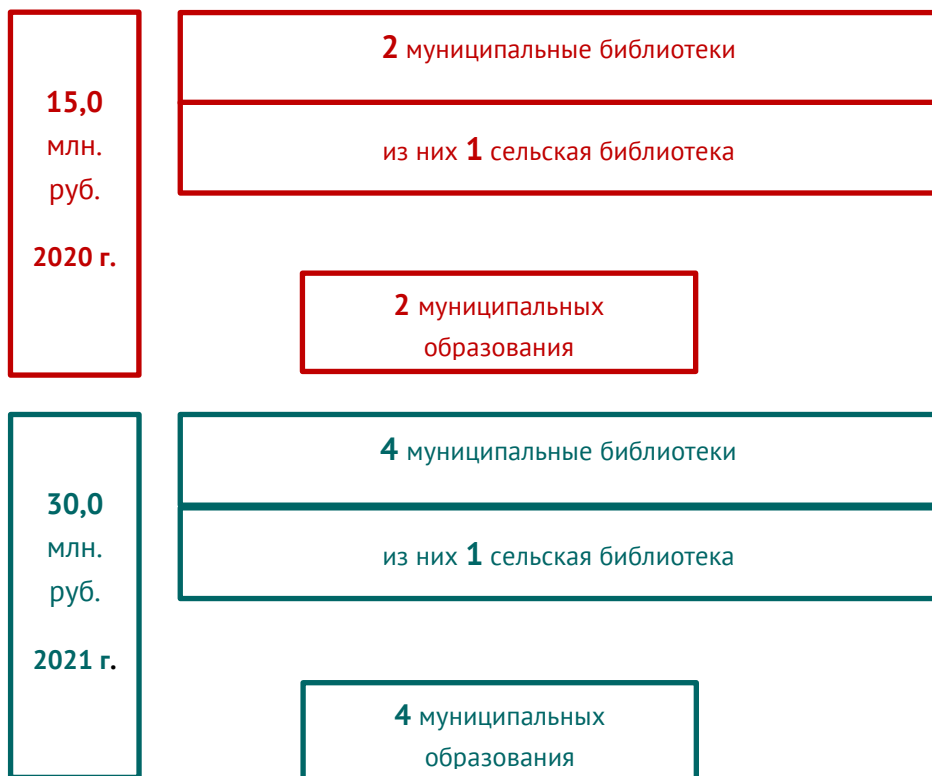 15,0
млн.
руб.
2020 г.
2 муниципальные библиотеки
из них 1 сельская библиотека
2 муниципальных
образования
30,0
млн.
руб.
2021 г.
4 муниципальные библиотеки
из них 1 сельская библиотека
4 муниципальных
образования